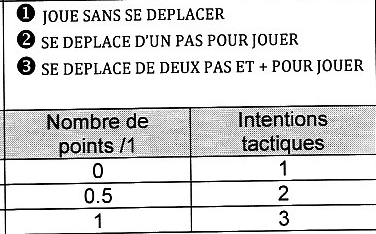 ❶ JOUE SANS SE DEPLACER
❷ SE DEPLACE D'UN PAS POUR JOUER
❸ SE DEPLACE DE DEUX PAS ET + POUR JOUER
Nombre de points /1 Intentions tactiques
0 1
0.5 2
1 3